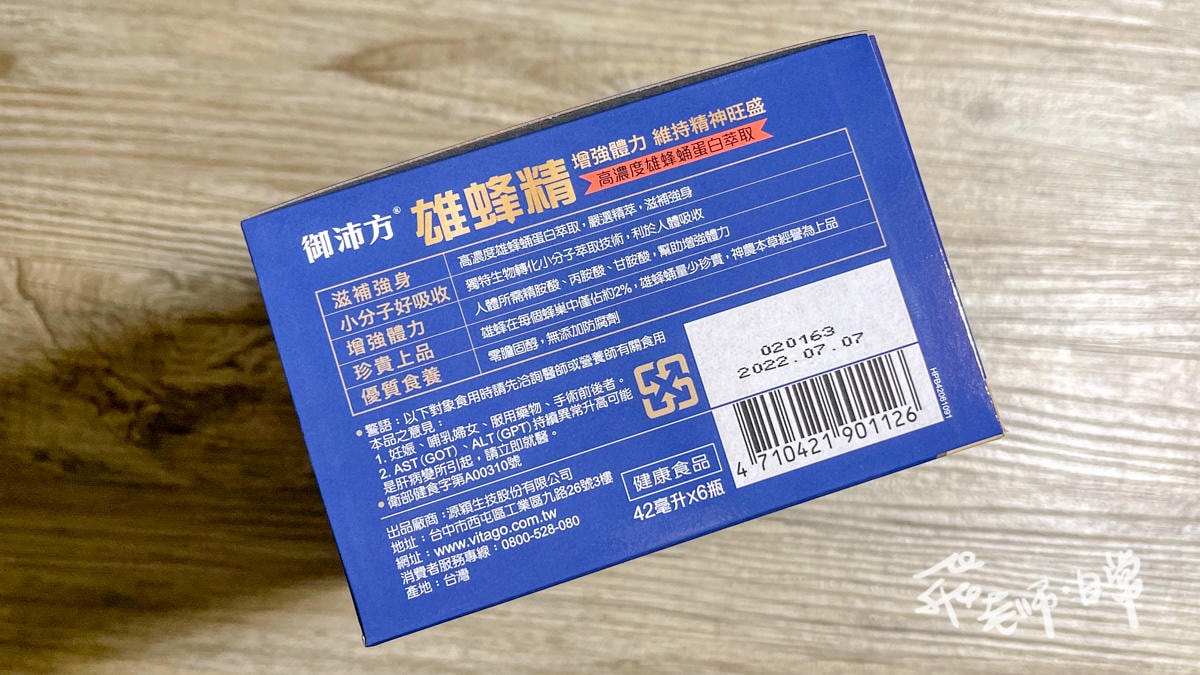 御沛方® 雄蜂精 增強體力 維持精神旺盛
高濃度雄蜂蛹蛋白萃取
滋補強身 高濃度雄蜂蛹蛋白萃取，嚴選精萃，滋補強身
小分子好吸收 獨特生物轉化小分子萃取技術，利於人體吸收
增強體力 人體所需精胺酸、丙胺酸、甘胺酸，幫助增強體力
珍貴上品 雄蜂在每個蜂巢中僅佔約2%，雄蜂蛹量少珍貴，神農本草經譽為上品
優質食養 零膽固醇，無添加防腐劑
●警語：以下對象食用時請先洽詢醫師或營養師有關食用
本品之意見：
1. 妊娠、哺乳婦女、服用藥物、手術前後者。
2. AST(GOT)、ALT(GPT)持續異常升高可能
是肝病變所引起，請立即就醫。
●衛部健食字第A00310號
出品廠商：源穎生技股份有限公司
地址：台中市西屯區工業區九路26號3樓
網址：www.vitago.com.tw
消費者服務專線：0800-528-080
產地：台灣
健康食品
42毫升x6瓶
020163
2022.07.07
4 710421 901126
HPB42061091
老師·日常